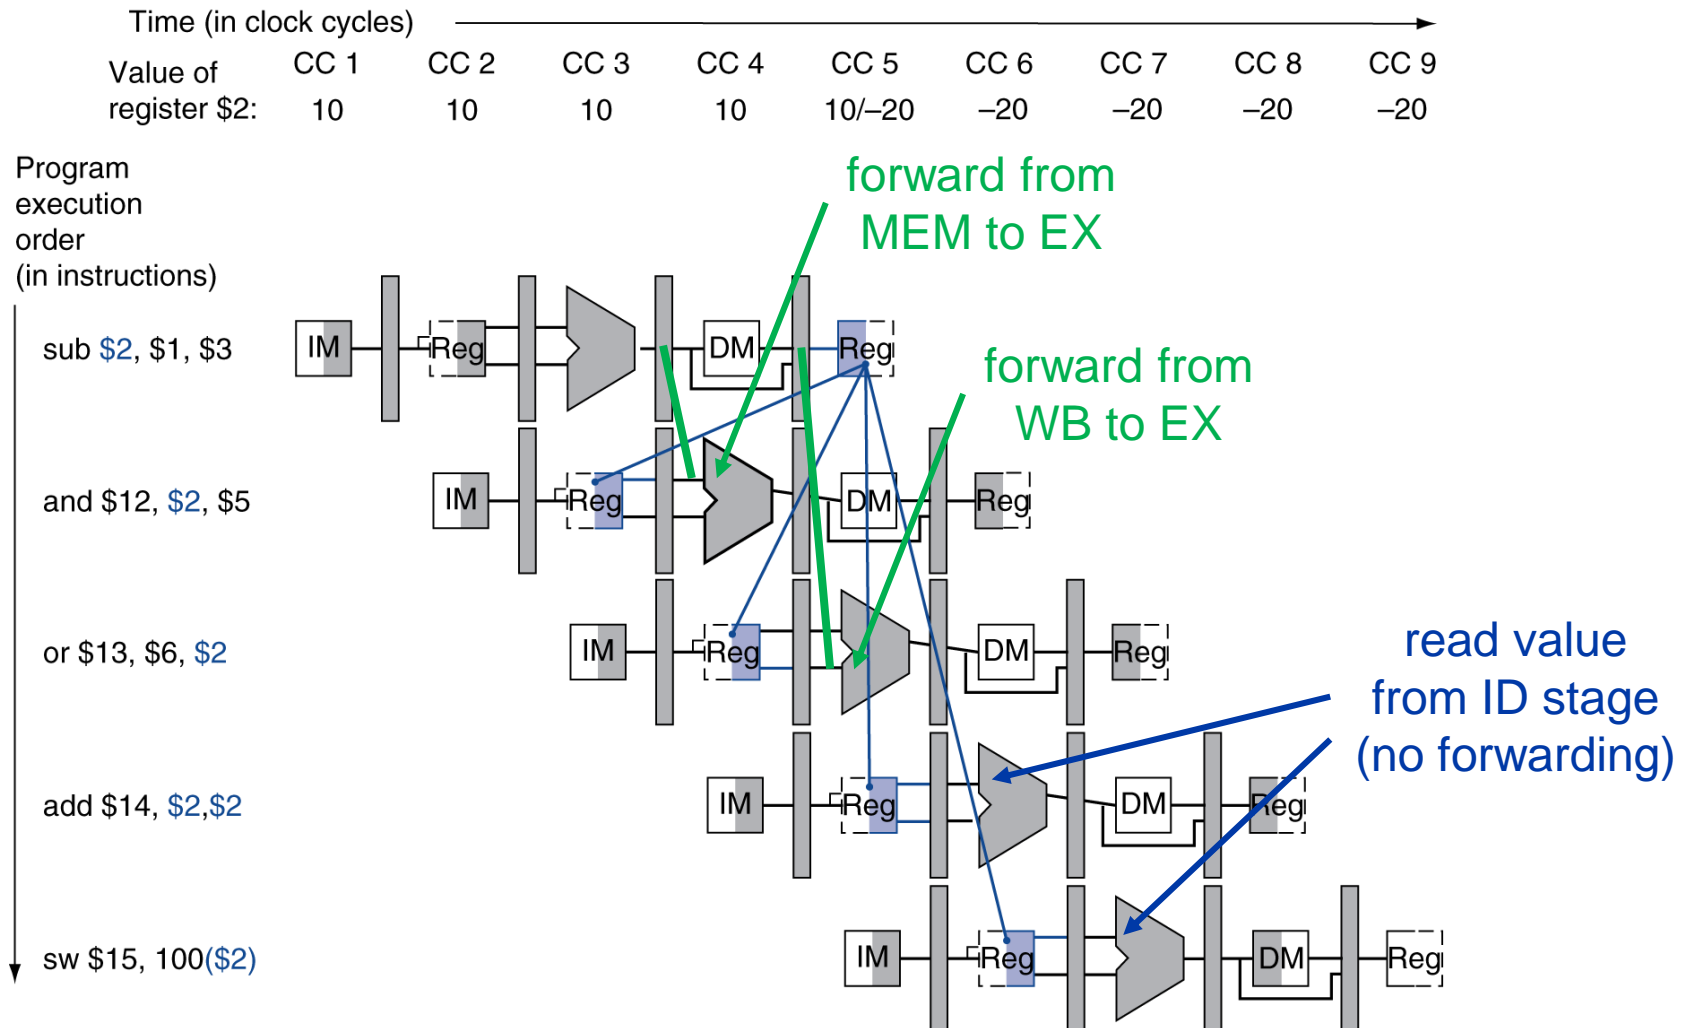 Time (in clock cycles)
Value of register $2:
CC 1 CC 2 CC 3 CC 4 CC 5 CC 6 CC 7 CC 8 CC 9
10 10 10 10 10/–20 –20 –20 –20 –20
Program
execution
order
(in instructions)
forward from
MEM to EX
sub $2, $1, $3
IM Reg DM Reg
forward from
WB to EX
and $12, $2, $5
IM Reg DM Reg
or $13, $6, $2
IM Reg DM Reg
read value
from ID stage
(no forwarding)
add $14, $2,$2
IM Reg DM Reg
sw $15, 100($2)
IM Reg DM Reg